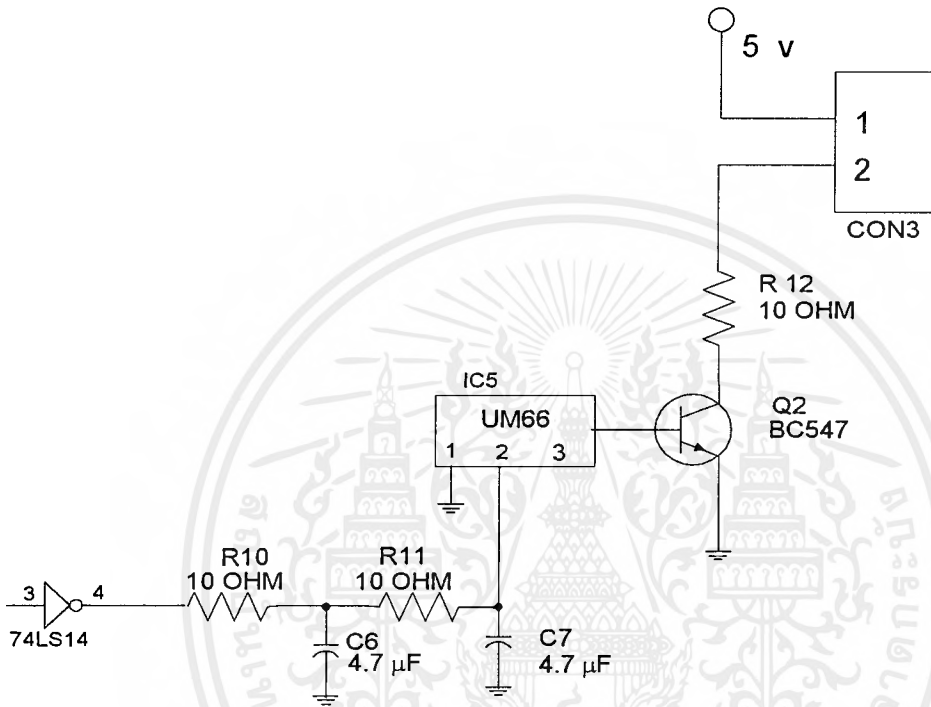 5 v
1
2
CON3
R 12
10 OHM
IC5
UM66
1 2 3
Q2
BC547
R10
10 OHM
R11
10 OHM
3
4
74LS14
C6
4.7 μF
C7
4.7 μF